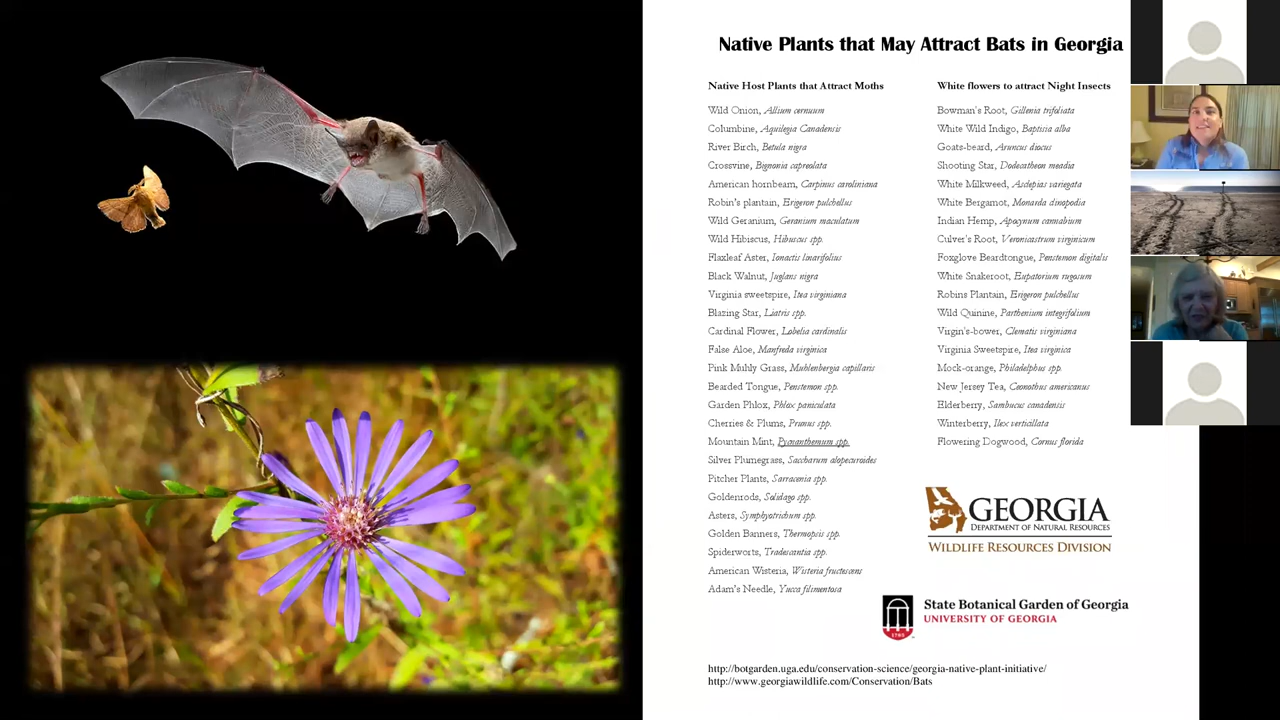 Native Plants that May Attract Bats in Georgia
Native Host Plants that Attract Moths
Wild Onion, Allium cernuum
Columbine, Aquilegia Canadensis
River Birch, Betula nigra
Crossvine, Bignonia capreolata
American hornbeam, Carpinus caroliniana
Robin's plantain, Erigeron pulchellus
Wild Geranium, Geranium maculatum
Wild Hibiscus, Hibuscus spp.
Flaxleaf Aster, Ionactis linariifolius
Black Walnut, Juglans nigra
Virginia sweetspire, Itea virginiana
Blazing Star, Liatris spp.
Cardinal Flower, Lobelia cardinalis
False Aloe, Manfreda virginica
Pink Muhly Grass, Muhlenbergia capillaris
Bearded Tongue, Penstemon spp.
Garden Phlox, Phlox paniculata
Cherries & Plums, Prunus spp.
Mountain Mint, Pycnanthemum spp.
Silver Plumegrass, Saccharum alopecuroides
Pitcher Plants, Sarracenia spp.
Goldenrods, Solidago spp.
Asters, Symphyotrichum spp.
Golden Banners, Thermopsis spp.
Spiderworts, Tradescantia spp.
American Wisteria, Wisteria fructescens
Adam's Needle, Yucca filimentosa
White flowers to attract Night Insects
Bowman's Root, Gillenia trifoliata
White Wild Indigo, Baptisia alba
Goats-beard, Aruncus diocus
Shooting Star, Dodecatheon meadia
White Milkweed, Asclepias variegata
White Bergamot, Monarda clinopodia
Indian Hemp, Apocynum cannabium
Culver's Root, Veronicastrum virginicum
Foxglove Beardtongue, Penstemon digitalis
White Snakeroot, Eupatorium rugosum
Robins Plantain, Erigeron pulchellus
Wild Quinine, Parthenium integrifolium
Virgin's-bower, Clematis virginiana
Virginia Sweetspire, Itea virginica
Mock-orange, Philadelphus spp.
New Jersey Tea, Ceonothus americanus
Elderberry, Sambucus canadensis
Winterberry, Ilex verticillata
Flowering Dogwood, Cornus florida
GEORGIA
DEPARTMENT OF NATURAL RESOURCES
WILDLIFE RESOURCES DIVISION
1785
State Botanical Garden of Georgia
UNIVERSITY OF GEORGIA
http://botgarden.uga.edu/conservation-science/georgia-native-plant-initiative/
http://www.georgiawildlife.com/Conservation/Bats